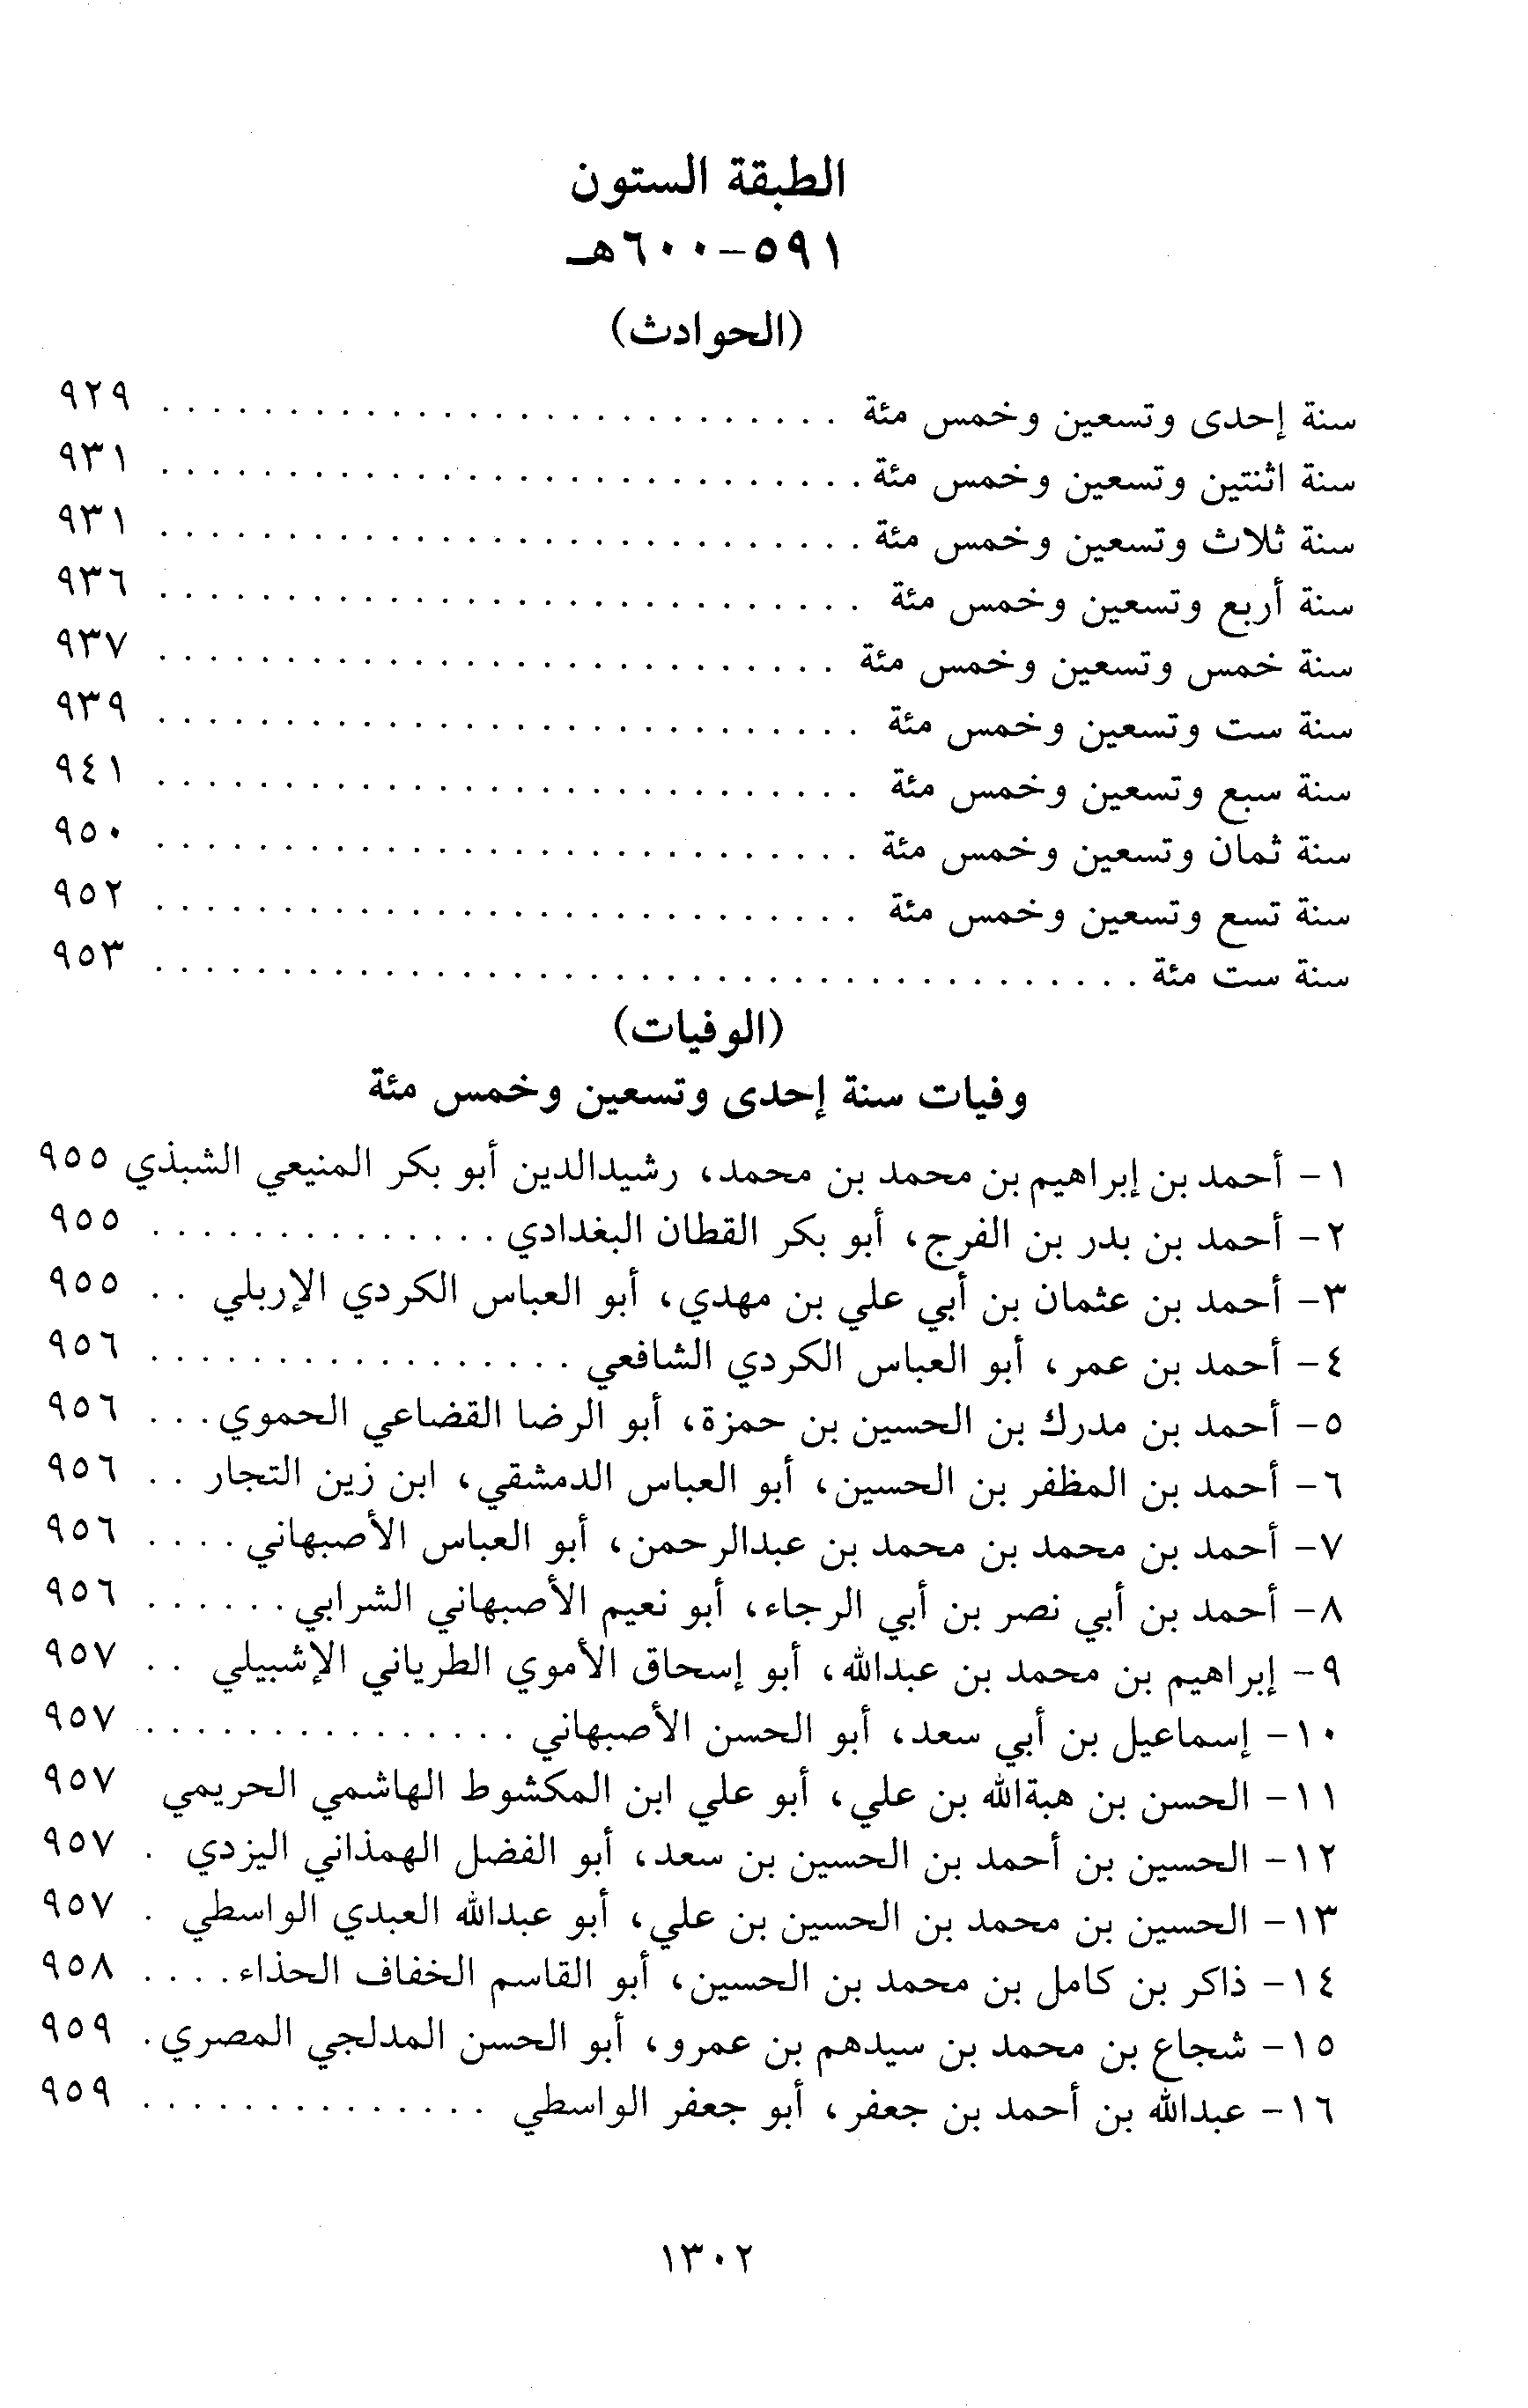 الطبقة الستون
٥٩١-٦٠٠هـ
(الحوادث)
سنة إحدى وتسعين وخمس مئة ............................ ٩٢٩
سنة اثنتين وتسعين وخمس مئة ............................ ٩٣١
سنة ثلاث وتسعين وخمس مئة ............................ ٩٣١
سنة أربع وتسعين وخمس مئة ............................ ٩٣٦
سنة خمس وتسعين وخمس مئة ........................... ٩٣٧
سنة ست وتسعين وخمس مئة ............................ ٩٣٩
سنة سبع وتسعين وخمس مئة ............................ ٩٤١
سنة ثمان وتسعين وخمس مئة ............................ ٩٥٠
سنة تسع وتسعين وخمس مئة ............................ ٩٥٢
سنة ست مئة ....................................... ٩٥٣
(الوفيات)
وفيات سنة إحدى وتسعين وخمس مئة
١- أحمد بن إبراهيم بن محمد بن محمد، رشيدالدين أبو بكر المنيعي الشبذي ٩٥٥
٢- أحمد بن بدر بن الفرج، أبو بكر القطان البغدادي .............. ٩٥٥
٣- أحمد بن عثمان بن أبي علي بن مهدي، أبو العباس الكردي الإربلي .. ٩٥٥
٤- أحمد بن عمر، أبو العباس الكردي الشافعي ................. ٩٥٦
٥- أحمد بن مدرك بن الحسين بن حمزة، أبو الرضا القضاعي الحموي ... ٩٥٦
٦- أحمد بن المظفر بن الحسين، أبو العباس الدمشقي، ابن زين التجار .. ٩٥٦
٧- أحمد بن محمد بن محمد بن عبدالرحمن، أبو العباس الأصبهاني .... ٩٥٦
٨- أحمد بن أبي نصر بن أبي الرجاء، أبو نعيم الأصبهاني الشرابي ...... ٩٥٦
٩- إبراهيم بن محمد بن عبدالله، أبو إسحاق الأموي الطرياني الإشبيلي .. ٩٥٧
١٠- إسماعيل بن أبي سعد، أبو الحسن الأصبهاني ............... ٩٥٧
١١- الحسن بن هبةالله بن علي، أبو علي ابن المكشوط الهاشمي الحريمي ٩٥٧
١٢- الحسين بن أحمد بن الحسين بن سعد، أبو الفضل الهمذاني اليزدي . ٩٥٧
١٣- الحسين بن محمد بن الحسين بن علي، أبو عبدالله العبدي الواسطي . ٩٥٧
١٤- ذاكر بن كامل بن محمد بن الحسين، أبو القاسم الخفاف الحذاء .... ٩٥٨
١٥- شجاع بن محمد بن سيدهم بن عمرو، أبو الحسن المدلجي المصري . ٩٥٩
١٦- عبدالله بن أحمد بن جعفر، أبو جعفر الواسطي .............. ٩٥٩
١٣٠٢